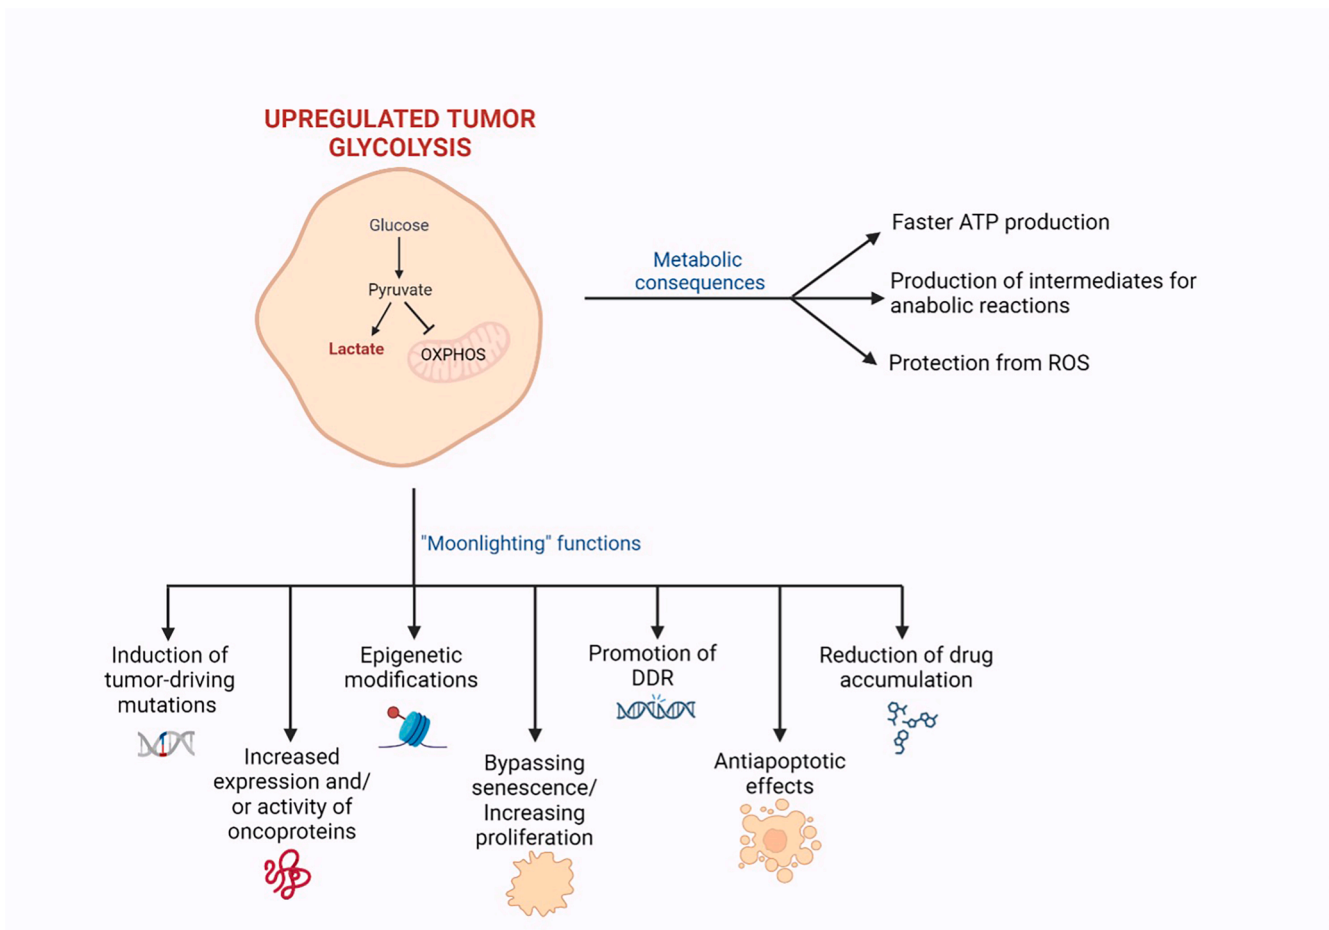 UPREGULATED TUMOR
GLYCOLYSIS
Glucose
Pyruvate
Lactate
OXPHOS
Metabolic
consequences
Faster ATP production
Production of intermediates for
anabolic reactions
Protection from ROS
"Moonlighting" functions
Induction of
tumor-driving
mutations
Increased
expression and/
or activity of
oncoproteins
Epigenetic
modifications
Bypassing
senescence/
Increasing
proliferation
Promotion of
DDR
Antiapoptotic
effects
Reduction of drug
accumulation